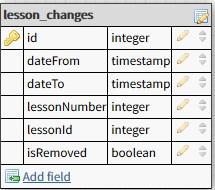 lesson_changes
id integer
dateFrom timestamp
dateTo timestamp
lessonNumber integer
lessonId integer
isRemoved boolean
Add field